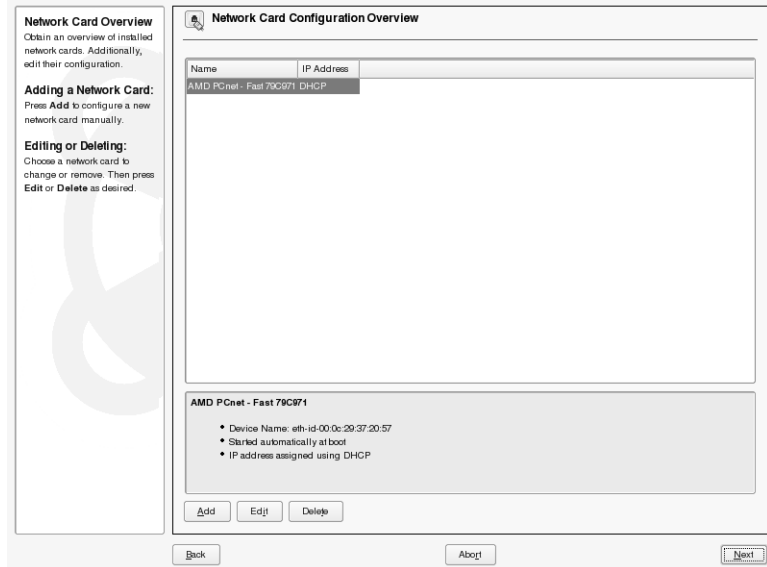 Network Card Overview
Obtain an overview of installed
network cards. Additionally,
edit their configuration.
Adding a Network Card:
Press Add to configure a new
network card manually.
Editing or Deleting:
Choose a network card to
change or remove. Then press
Edit or Delete as desired.
Network Card Configuration Overview
Name IP Address
AMD PCnet - Fast 79C971 DHCP
AMD PCnet - Fast 79C971
• Device Name: eth-id-00:0c:29:37:20:57
• Started automatically at boot
• IP address assigned using DHCP
Add Edit Delete
Back Abort Next